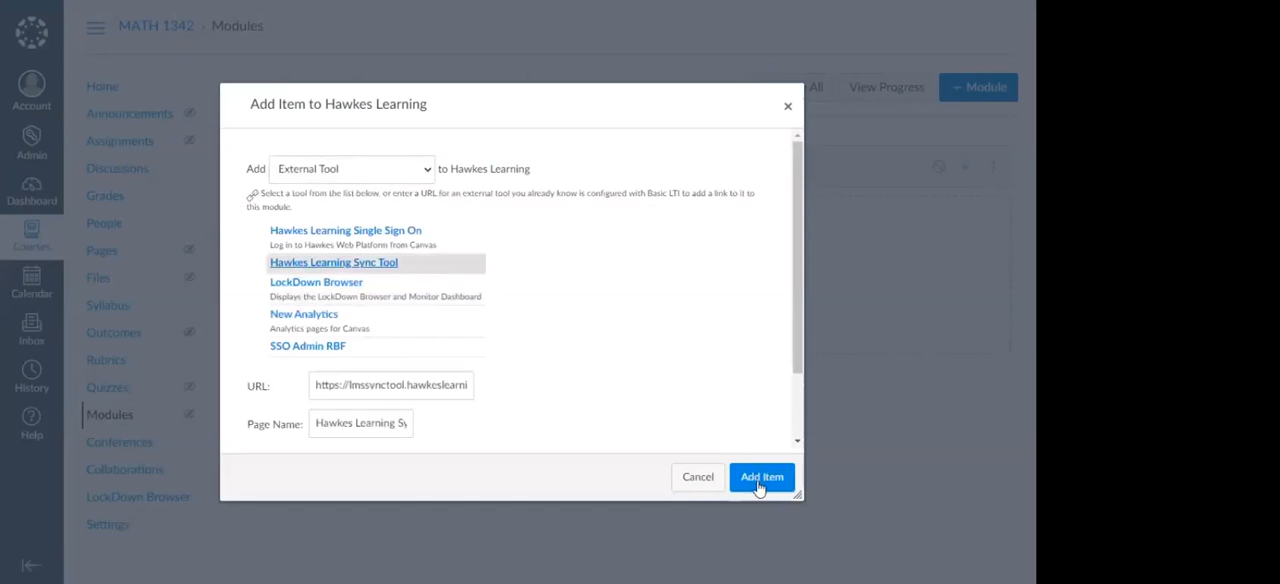 MATH 1342 › Modules
Account
Admin
Dashboard
Courses
Calendar
Inbox
History
Help
Home
Announcements
Assignments
Discussions
Grades
People
Pages
Files
Syllabus
Outcomes
Rubrics
Quizzes
Modules
Conferences
Collaborations
LockDown Browser
Settings
All
View Progress
+ Module
Add Item to Hawkes Learning
×
Add External Tool to Hawkes Learning
Select a tool from the list below, or enter a URL for an external tool you already know is configured with Basic LTI to add a link to it to
this module.
Hawkes Learning Single Sign On
Log in to Hawkes Web Platform from Canvas
Hawkes Learning Sync Tool
LockDown Browser
Displays the LockDown Browser and Monitor Dashboard
New Analytics
Analytics pages for Canvas
SSO Admin RBF
URL: https://lmssynctool.hawkeslearni
Page Name: Hawkes Learning Sy
Cancel
Add Item